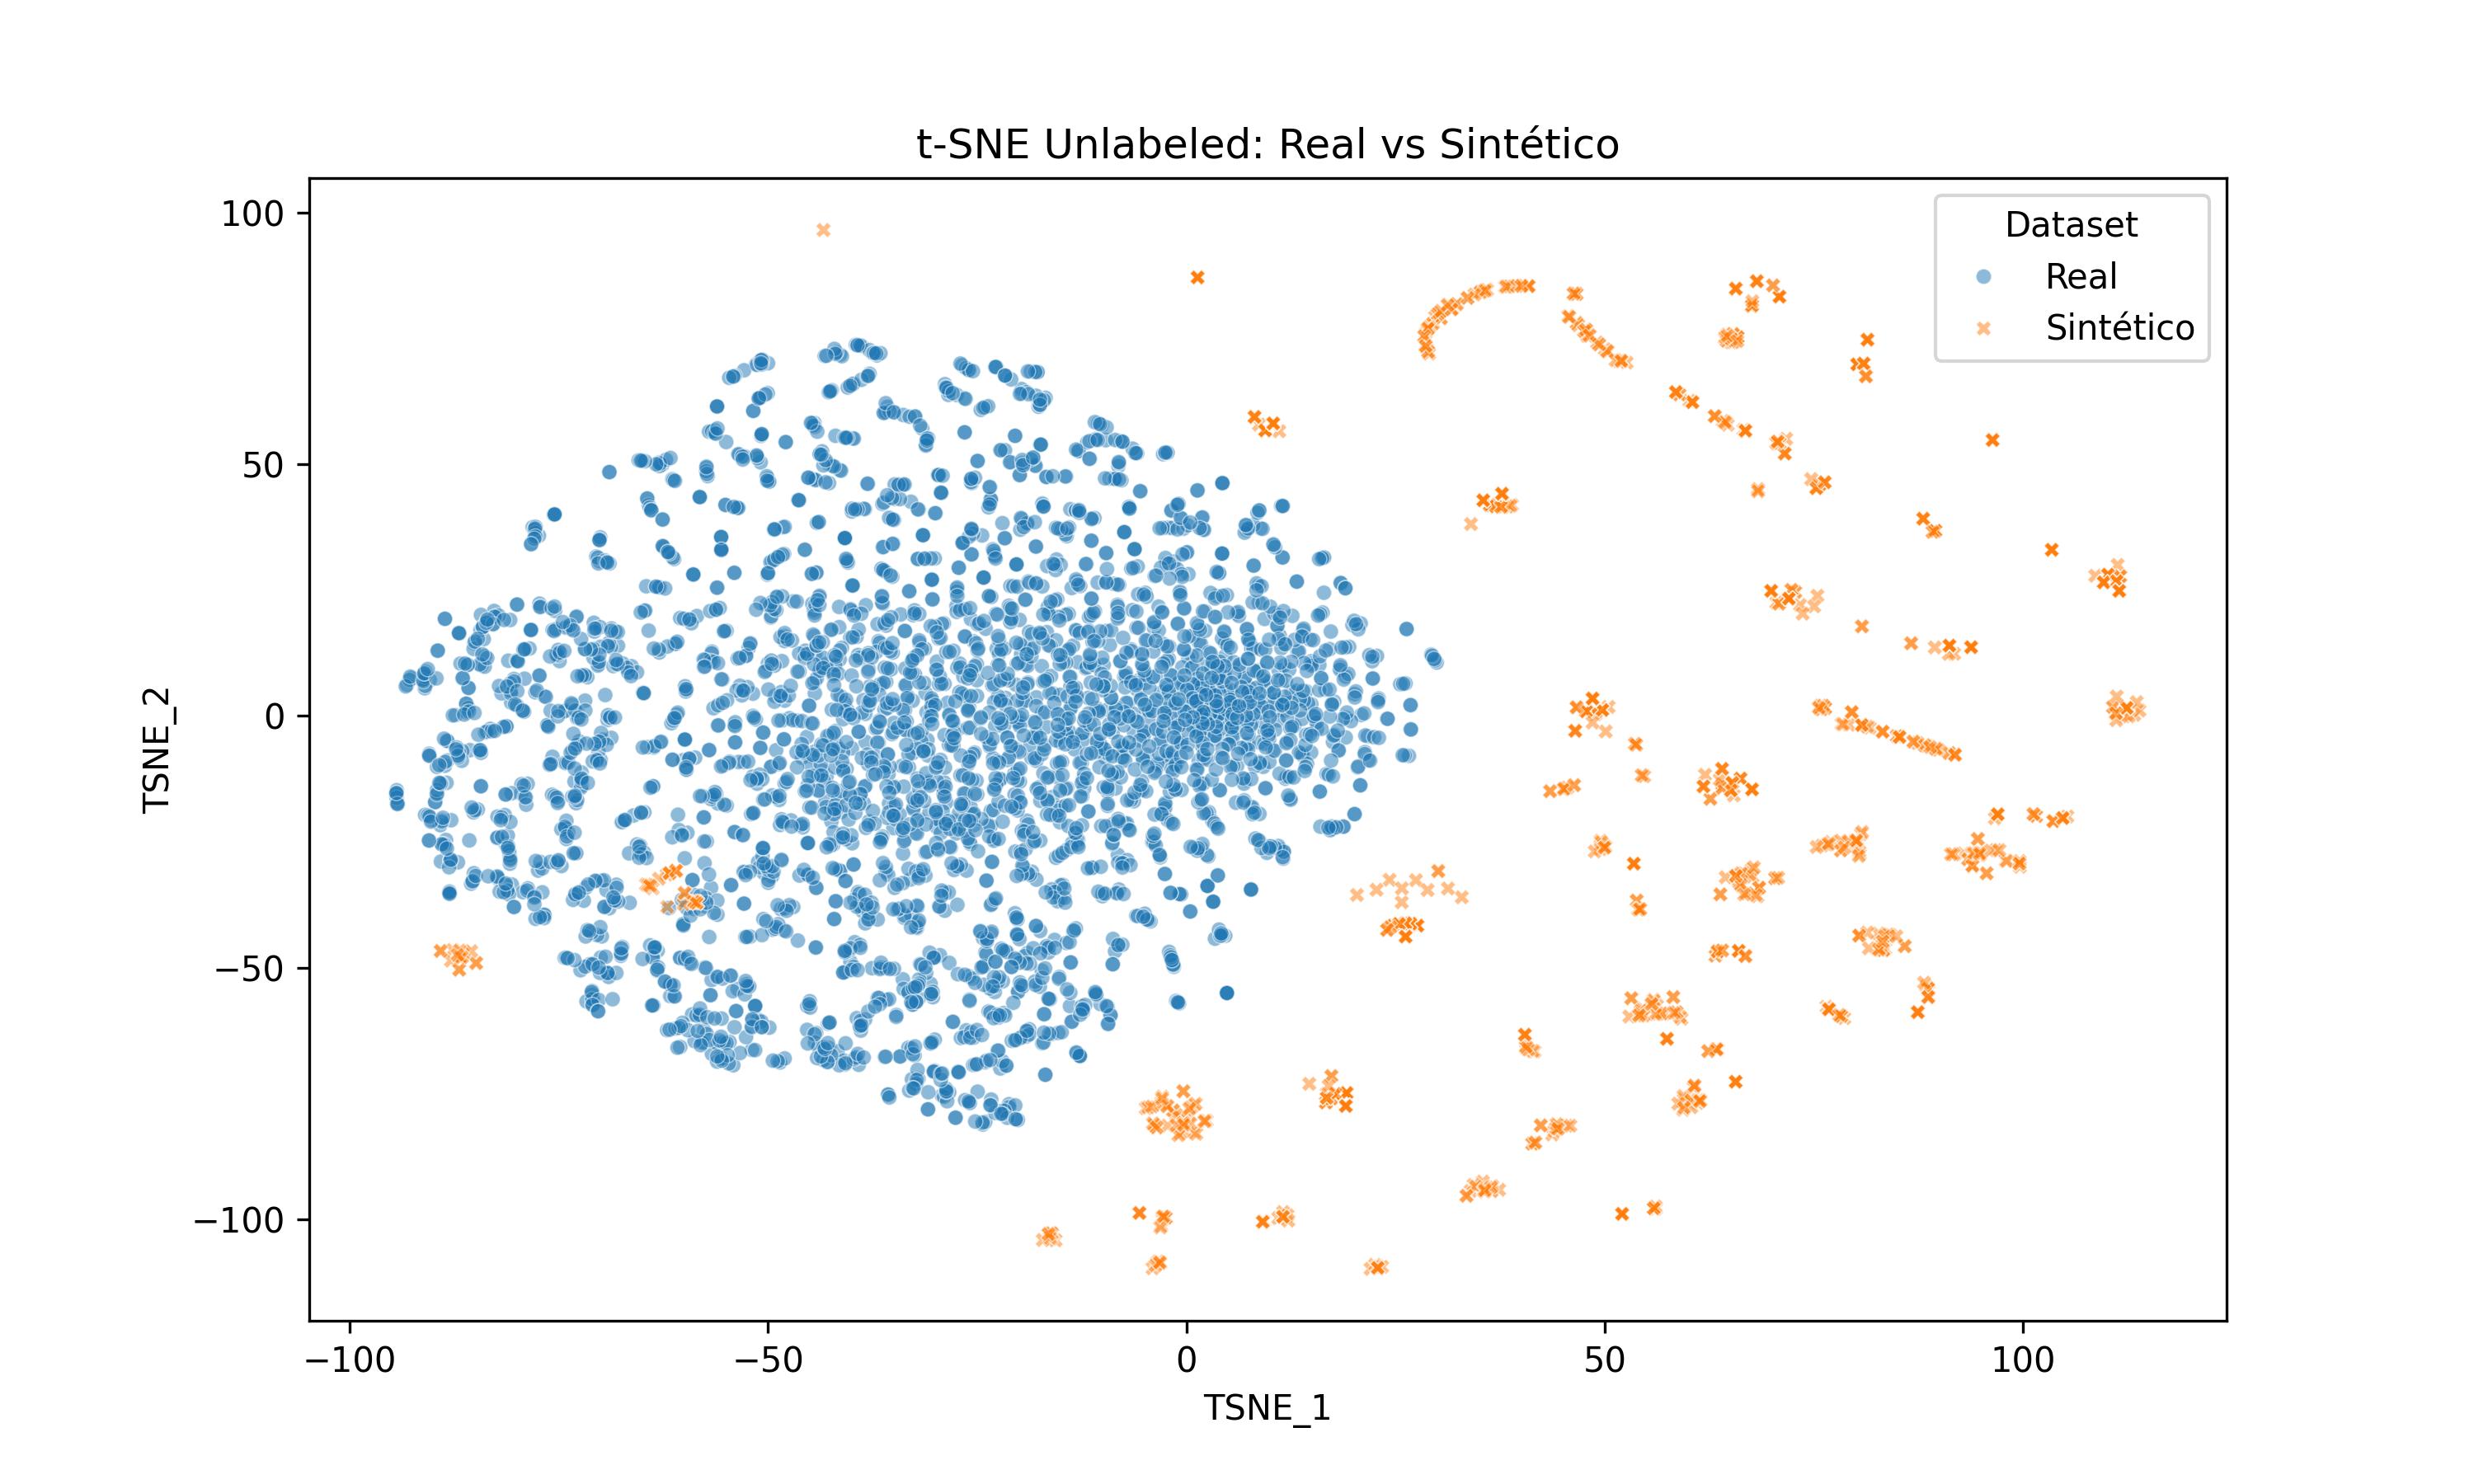 t-SNE Unlabeled: Real vs Sintético
Dataset
Real
Sintético
100
50
0
−50
−100
TSNE_2
−100
−50
0
50
100
TSNE_1